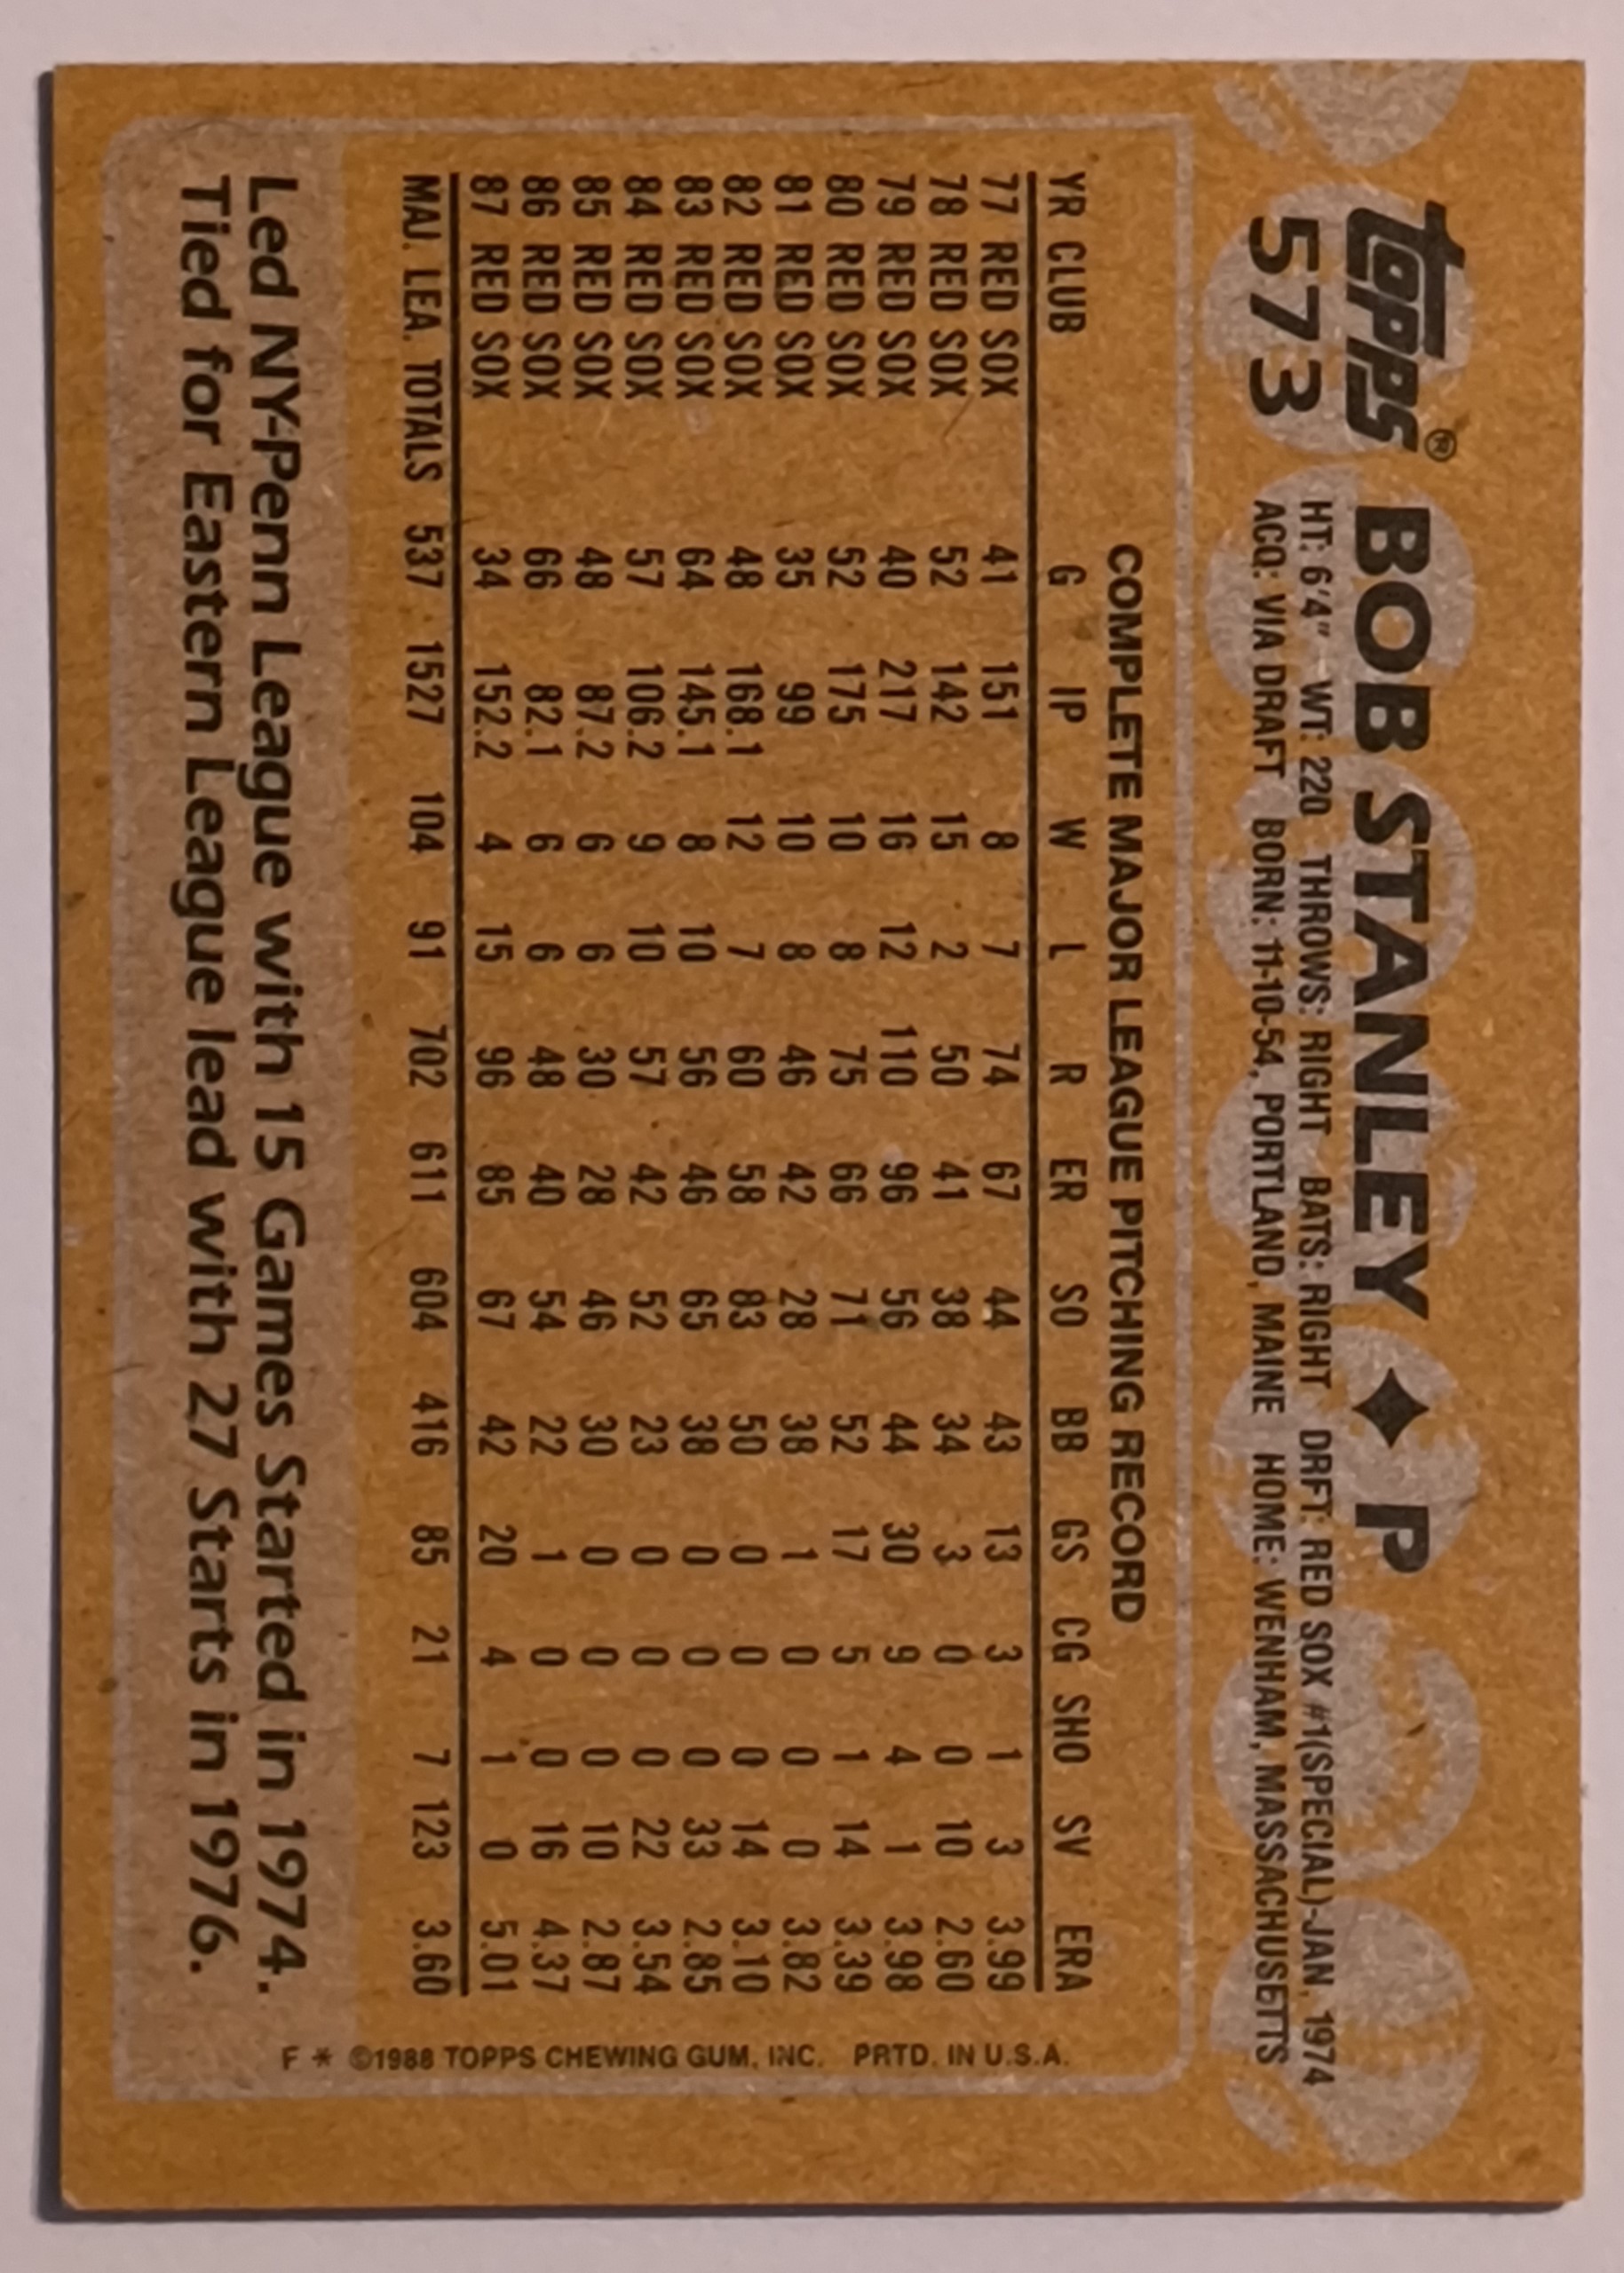 topps®
573
BOB STANLEY ♦ P
HT: 6'4" WT: 220 THROWS: RIGHT BATS: RIGHT DRFT: RED SOX #1(SPECIAL)-JAN, 1974
ACQ: VIA DRAFT BORN: 11-10-54, PORTLAND, MAINE HOME: WENHAM, MASSACHUSETTS
COMPLETE MAJOR LEAGUE PITCHING RECORD
YR CLUB G IP W L R ER SO BB GS CG SHO SV ERA
77 RED SOX 41 151 8 7 74 67 44 43 13 3 1 3 3.99
78 RED SOX 52 142 15 2 50 41 38 34 3 0 0 10 2.60
79 RED SOX 40 217 16 12 110 96 56 44 30 9 4 1 3.98
80 RED SOX 52 175 10 8 75 66 71 52 17 5 1 14 3.39
81 RED SOX 35 99 10 8 46 42 28 38 1 0 0 0 3.82
82 RED SOX 48 168.1 12 7 60 58 83 50 0 0 0 14 3.10
83 RED SOX 64 145.1 8 10 56 46 65 38 0 0 0 33 2.85
84 RED SOX 57 106.2 9 10 57 42 52 23 0 0 0 22 3.54
85 RED SOX 48 87.2 6 6 30 28 46 30 0 0 0 10 2.87
86 RED SOX 66 82.1 6 6 48 40 54 22 1 0 0 16 4.37
87 RED SOX 34 152.2 4 15 96 85 67 42 20 4 1 0 5.01
MAJ. LEA. TOTALS 537 1527 104 91 702 611 604 416 85 21 7 123 3.60
Led NY-Penn League with 15 Games Started in 1974.
Tied for Eastern League lead with 27 Starts in 1976.
F * ©1988 TOPPS CHEWING GUM, INC. PRTD. IN U.S.A.